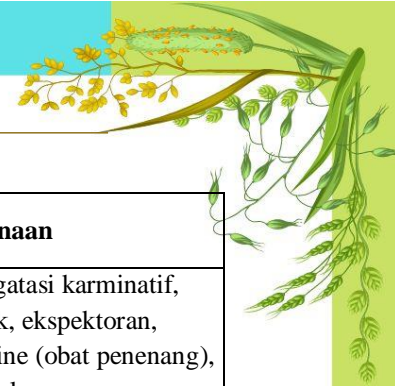 naan
gatasi karminatif,
k, ekspektoran,
ine (obat penenang),